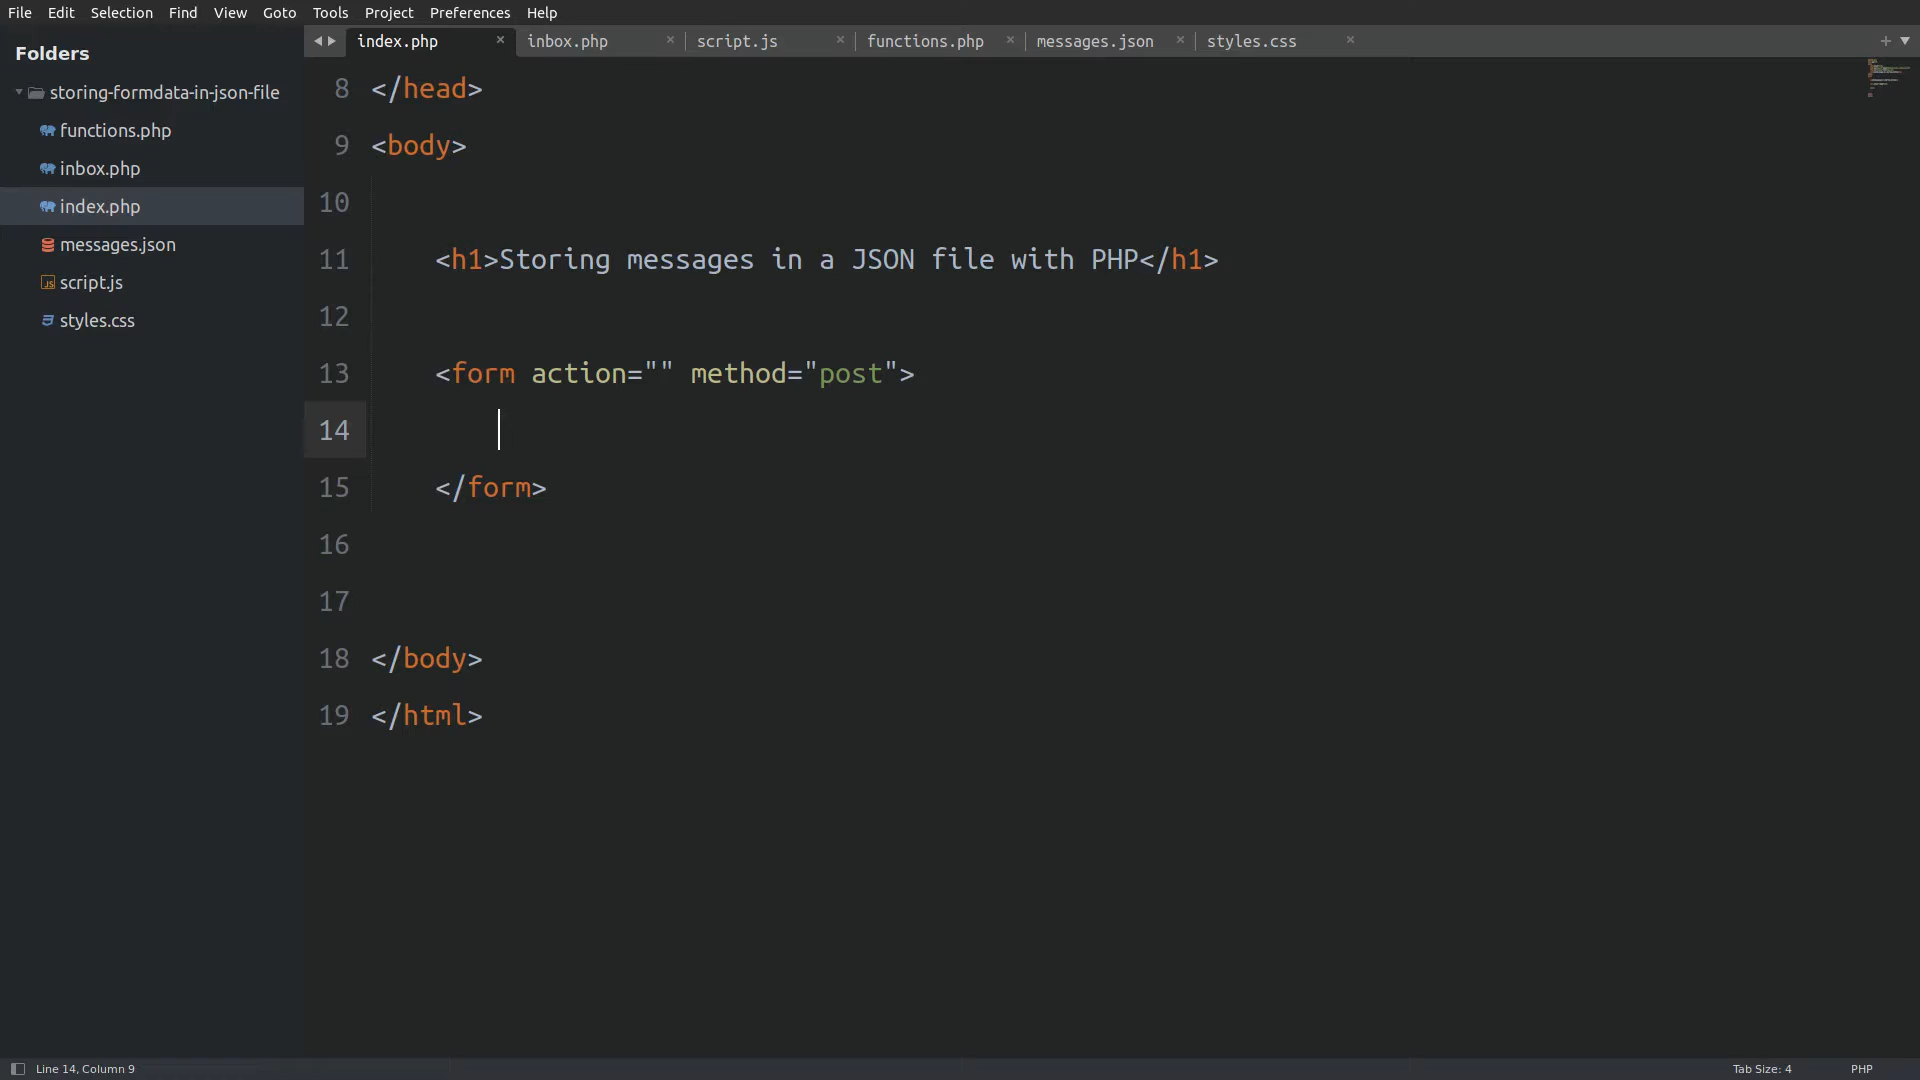 File Edit Selection Find View Goto Tools Project Preferences Help
Folders
storing-formdata-in-json-file
functions.php
inbox.php
index.php
messages.json
script.js
styles.css
index.php × inbox.php × script.js × functions.php × messages.json × styles.css ×
8 </head>
9 <body>
10
11 <h1>Storing messages in a JSON file with PHP</h1>
12
13 <form action="" method="post">
14
15 </form>
16
17
18 </body>
19 </html>
Line 14, Column 9 Tab Size: 4 PHP